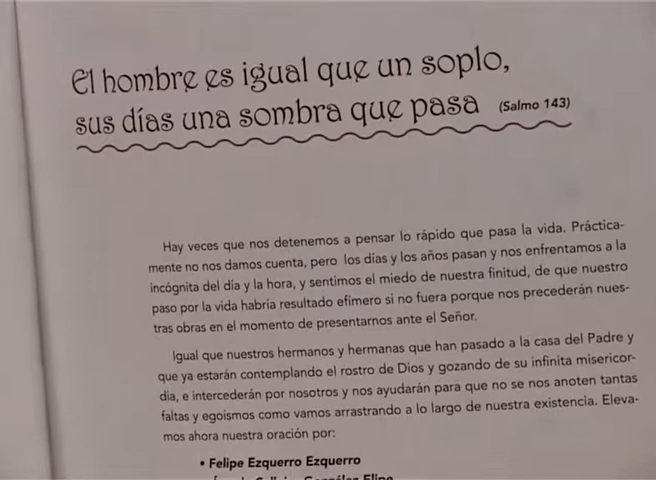 El hombre es igual que un soplo,
sus días una sombra que pasa (Salmo 143)
Hay veces que nos detenemos a pensar lo rápido que pasa la vida. Práctica-
mente no nos damos cuenta, pero los días y los años pasan y nos enfrentamos a la
incógnita del día y la hora, y sentimos el miedo de nuestra finitud, de que nuestro
paso por la vida habría resultado efímero si no fuera porque nos precederán nues-
tras obras en el momento de presentarnos ante el Señor.
Igual que nuestros hermanos y hermanas que han pasado a la casa del Padre y
que ya estarán contemplando el rostro de Dios y gozando de su infinita misericor-
dia, e intercederán por nosotros y nos ayudarán para que no se nos anoten tantas
faltas y egoísmos como vamos arrastrando a lo largo de nuestra existencia. Eleva-
mos ahora nuestra oración por:
• Felipe Ezquerro Ezquerro